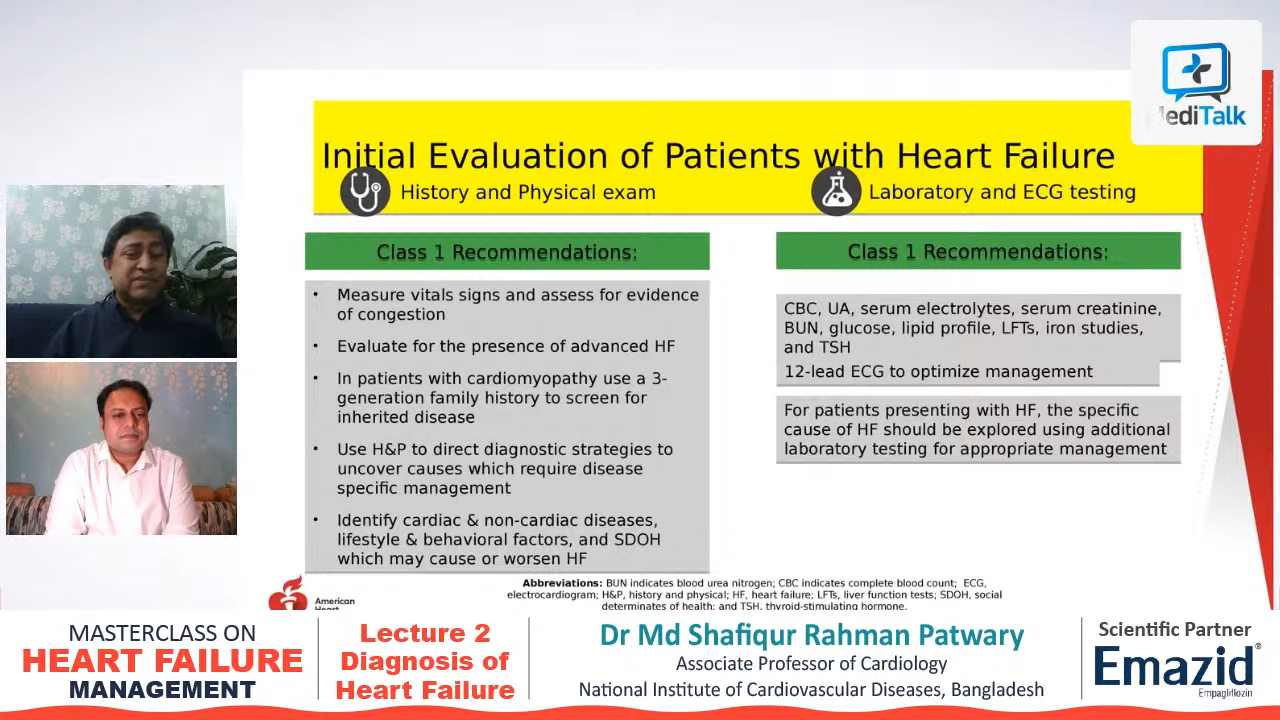 MediTalk
Initial Evaluation of Patients with Heart Failure
History and Physical exam
Laboratory and ECG testing
Class 1 Recommendations:
• Measure vitals signs and assess for evidence
of congestion
• Evaluate for the presence of advanced HF
• In patients with cardiomyopathy use a 3-
generation family history to screen for
inherited disease
• Use H&P to direct diagnostic strategies to
uncover causes which require disease
specific management
• Identify cardiac & non-cardiac diseases,
lifestyle & behavioral factors, and SDOH
which may cause or worsen HF
Class 1 Recommendations:
CBC, UA, serum electrolytes, serum creatinine,
BUN, glucose, lipid profile, LFTs, iron studies,
and TSH
12-lead ECG to optimize management
For patients presenting with HF, the specific
cause of HF should be explored using additional
laboratory testing for appropriate management
American
Heart
Abbreviations: BUN indicates blood urea nitrogen; CBC indicates complete blood count; ECG,
electrocardiogram; H&P, history and physical; HF, heart failure; LFTs, liver function tests; SDOH, social
determinates of health; and TSH, thyroid-stimulating hormone.
MASTERCLASS ON
HEART FAILURE
MANAGEMENT
Lecture 2
Diagnosis of
Heart Failure
Dr Md Shafiqur Rahman Patwary
Associate Professor of Cardiology
National Institute of Cardiovascular Diseases, Bangladesh
Scientific Partner
Emazid®
Empagliflozin